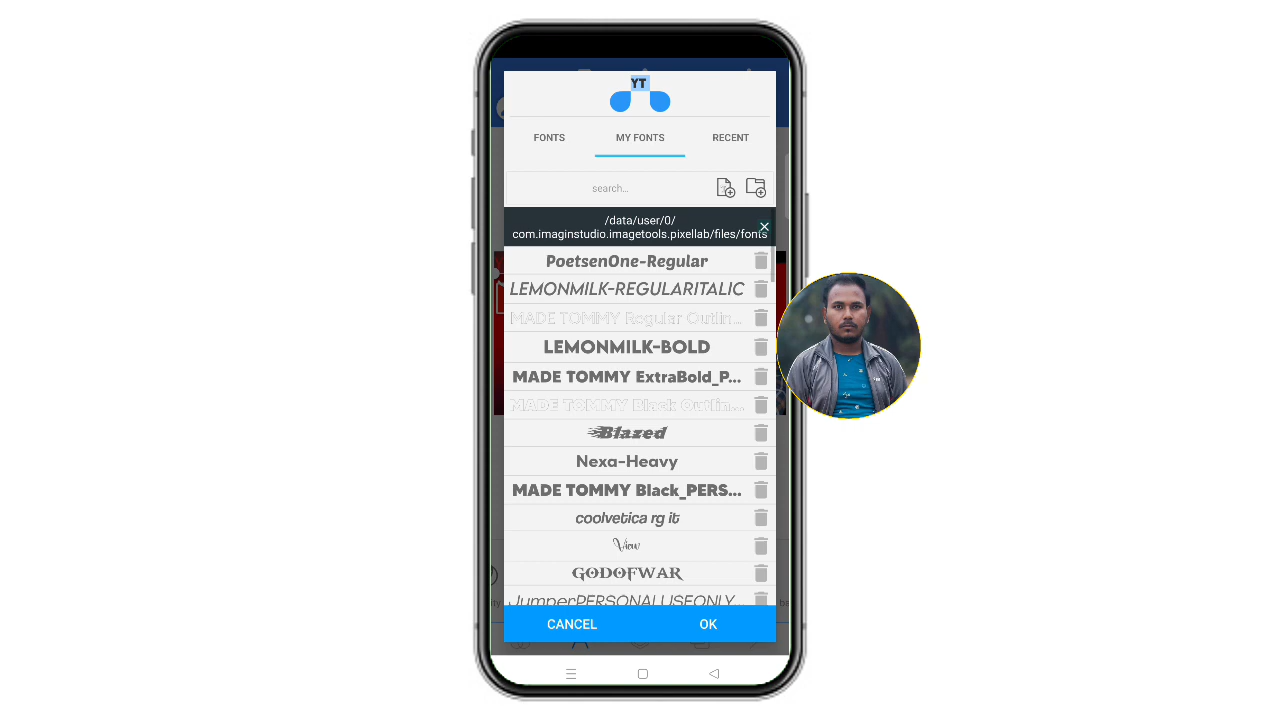 YT
FONTS
MY FONTS
RECENT
search...
/data/user/0/
com.imaginstudio.imagetools.pixellab/files/fonts
PoetsenOne-Regular
LEMONMILK-REGULARITALIC
MADE TOMMY Regular Outlin...
LEMONMILK-BOLD
MADE TOMMY ExtraBold_P...
MADE TOMMY Black Outlin...
Blazed
Nexa-Heavy
MADE TOMMY Black_PERS...
coolvetica rg it
View
GODOFWAR
JumperPERSONALUSEONLY...
CANCEL
OK